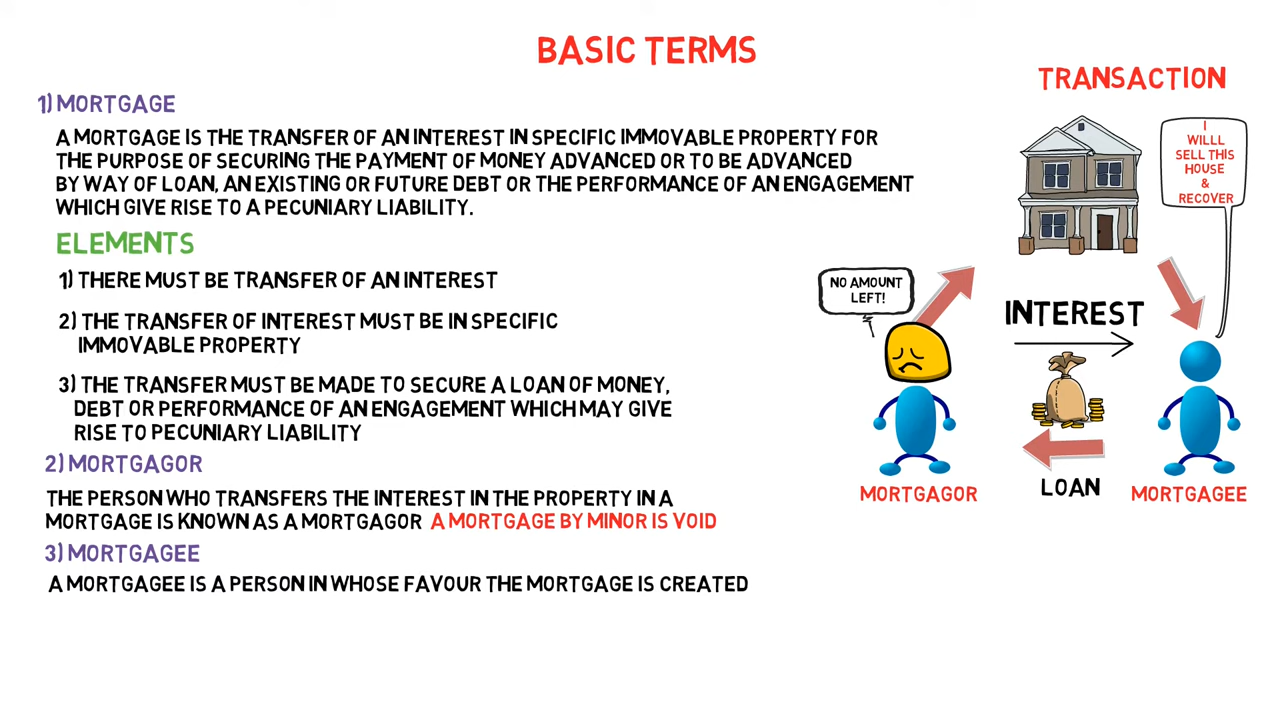 BASIC TERMS
1) MORTGAGE
A MORTGAGE IS THE TRANSFER OF AN INTEREST IN SPECIFIC IMMOVABLE PROPERTY FOR
THE PURPOSE OF SECURING THE PAYMENT OF MONEY ADVANCED OR TO BE ADVANCED
BY WAY OF LOAN, AN EXISTING OR FUTURE DEBT OR THE PERFORMANCE OF AN ENGAGEMENT
WHICH GIVE RISE TO A PECUNIARY LIABILITY.
ELEMENTS
1) THERE MUST BE TRANSFER OF AN INTEREST
2) THE TRANSFER OF INTEREST MUST BE IN SPECIFIC
IMMOVABLE PROPERTY
3) THE TRANSFER MUST BE MADE TO SECURE A LOAN OF MONEY,
DEBT OR PERFORMANCE OF AN ENGAGEMENT WHICH MAY GIVE
RISE TO PECUNIARY LIABILITY
2) MORTGAGOR
THE PERSON WHO TRANSFERS THE INTEREST IN THE PROPERTY IN A
MORTGAGE IS KNOWN AS A MORTGAGOR A MORTGAGE BY MINOR IS VOID
3) MORTGAGEE
A MORTGAGEE IS A PERSON IN WHOSE FAVOUR THE MORTGAGE IS CREATED
TRANSACTION
I
WILLL
SELL THIS
HOUSE
&
RECOVER
NO AMOUNT
LEFT!
INTEREST
LOAN
MORTGAGOR
MORTGAGEE